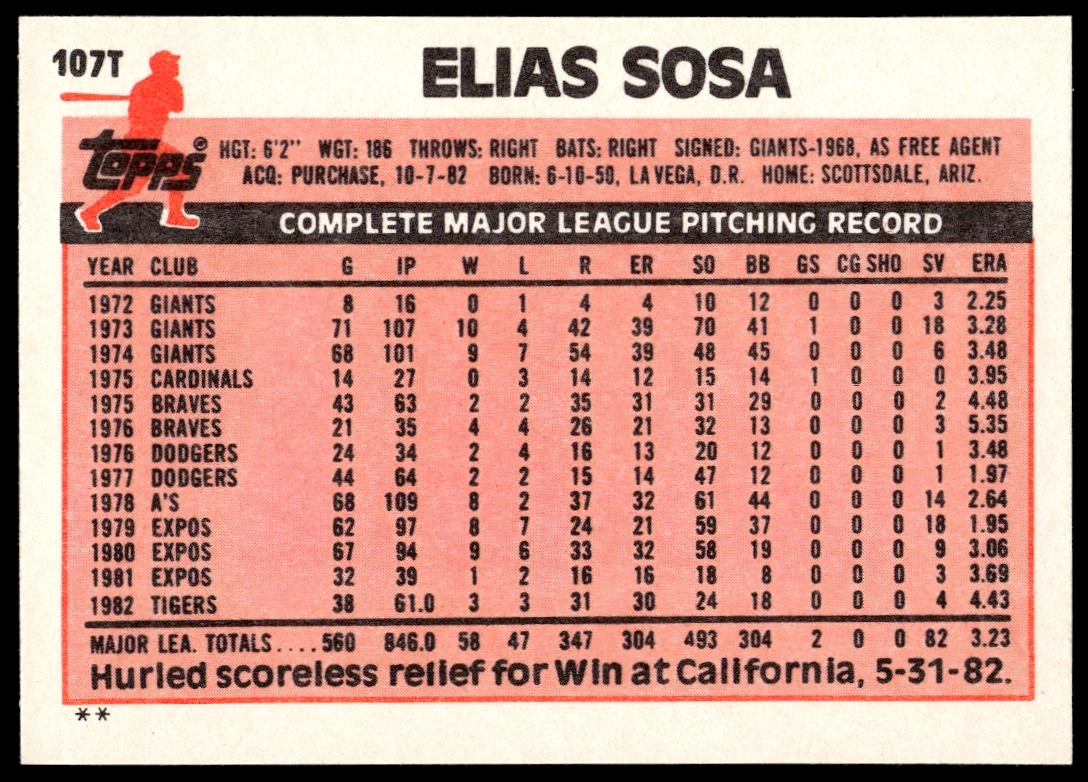 107T
ELIAS SOSA
topps®
HGT: 6'2" WGT: 186 THROWS: RIGHT BATS: RIGHT SIGNED: GIANTS-1968, AS FREE AGENT
ACQ: PURCHASE, 10-7-82 BORN: 6-10-50, LA VEGA, D.R. HOME: SCOTTSDALE, ARIZ.
COMPLETE MAJOR LEAGUE PITCHING RECORD
YEAR CLUB G IP W L R ER SO BB GS CG SHO SV ERA
1972 GIANTS 8 16 0 1 4 4 10 12 0 0 0 3 2.25
1973 GIANTS 71 107 10 4 42 39 70 41 1 0 0 18 3.28
1974 GIANTS 68 101 9 7 54 39 48 45 0 0 0 6 3.48
1975 CARDINALS 14 27 0 3 14 12 15 14 1 0 0 0 3.95
1975 BRAVES 43 63 2 2 35 31 31 29 0 0 0 2 4.48
1976 BRAVES 21 35 4 4 26 21 32 13 0 0 0 3 5.35
1976 DODGERS 24 34 2 4 16 13 20 12 0 0 0 1 3.48
1977 DODGERS 44 64 2 2 15 14 47 12 0 0 0 1 1.97
1978 A'S 68 109 8 2 37 32 61 44 0 0 0 14 2.64
1979 EXPOS 62 97 8 7 24 21 59 37 0 0 0 18 1.95
1980 EXPOS 67 94 9 6 33 32 58 19 0 0 0 9 3.06
1981 EXPOS 32 39 1 2 16 16 18 8 0 0 0 3 3.69
1982 TIGERS 38 61.0 3 3 31 30 24 18 0 0 0 4 4.43
MAJOR LEA. TOTALS....560 846.0 58 47 347 304 493 304 2 0 0 82 3.23
Hurled scoreless relief for Win at California, 5-31-82.
**